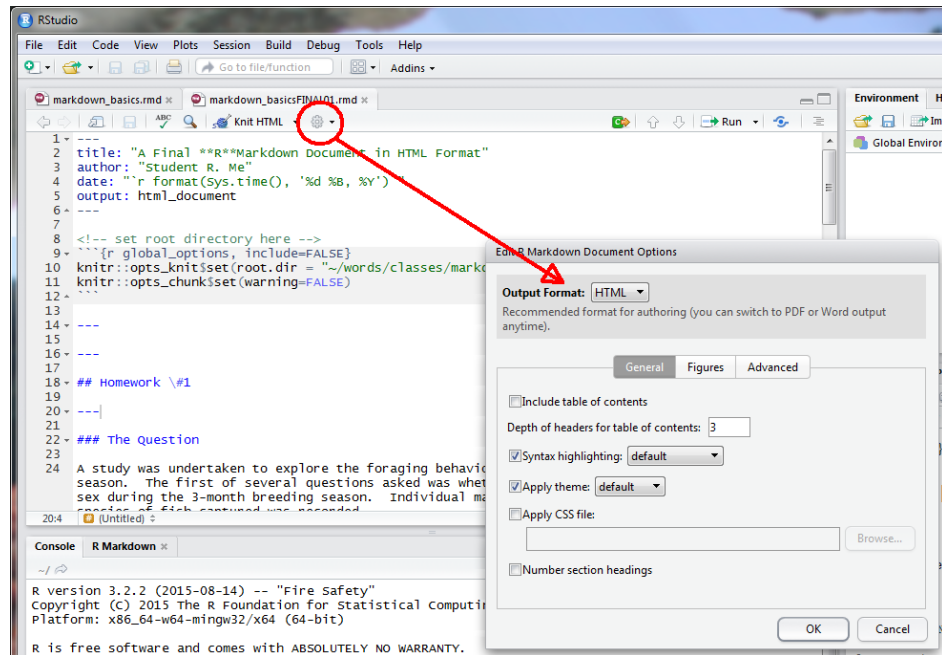 RStudio
File Edit Code View Plots Session Build Debug Tools Help
Go to file/function Addins
markdown_basics.rmd × markdown_basicsFINAL01.rmd ×
ABC Knit HTML Run
1 ---
2 title: "A Final **R**Markdown Document in HTML Format"
3 author: "Student R. Me"
4 date: "`r format(Sys.time(), '%d %B, %Y')`"
5 output: html_document
6 ---
7
8 <!-- set root directory here -->
9 ```{r global_options, include=FALSE}
10 knitr::opts_knit$set(root.dir = "~/words/classes/
11 knitr::opts_chunk$set(warning=FALSE)
12 ```
13
14 ---
15
16 ---
17
18 ## Homework \#1
19
20 ---
21
22 ### The Question
23
24 A study was undertaken to explore the foraging
season. The first of several questions asked was
sex during the 3-month breeding season. Individual
species of fish captured was recorded
20:4 (Untitled)
Console R Markdown ×
~/
R version 3.2.2 (2015-08-14) -- "Fire Safety"
Copyright (C) 2015 The R Foundation for Statistical
Platform: x86_64-w64-mingw32/x64 (64-bit)
R is free software and comes with ABSOLUTELY NO WARRANTY.
Environment
Global
Edit R Markdown Document Options
Output Format: HTML
Recommended format for authoring (you can switch to PDF or Word output
anytime).
General Figures Advanced
Include table of contents
Depth of headers for table of contents: 3
Syntax highlighting: default
Apply theme: default
Apply CSS file:
Browse...
Number section headings
OK Cancel